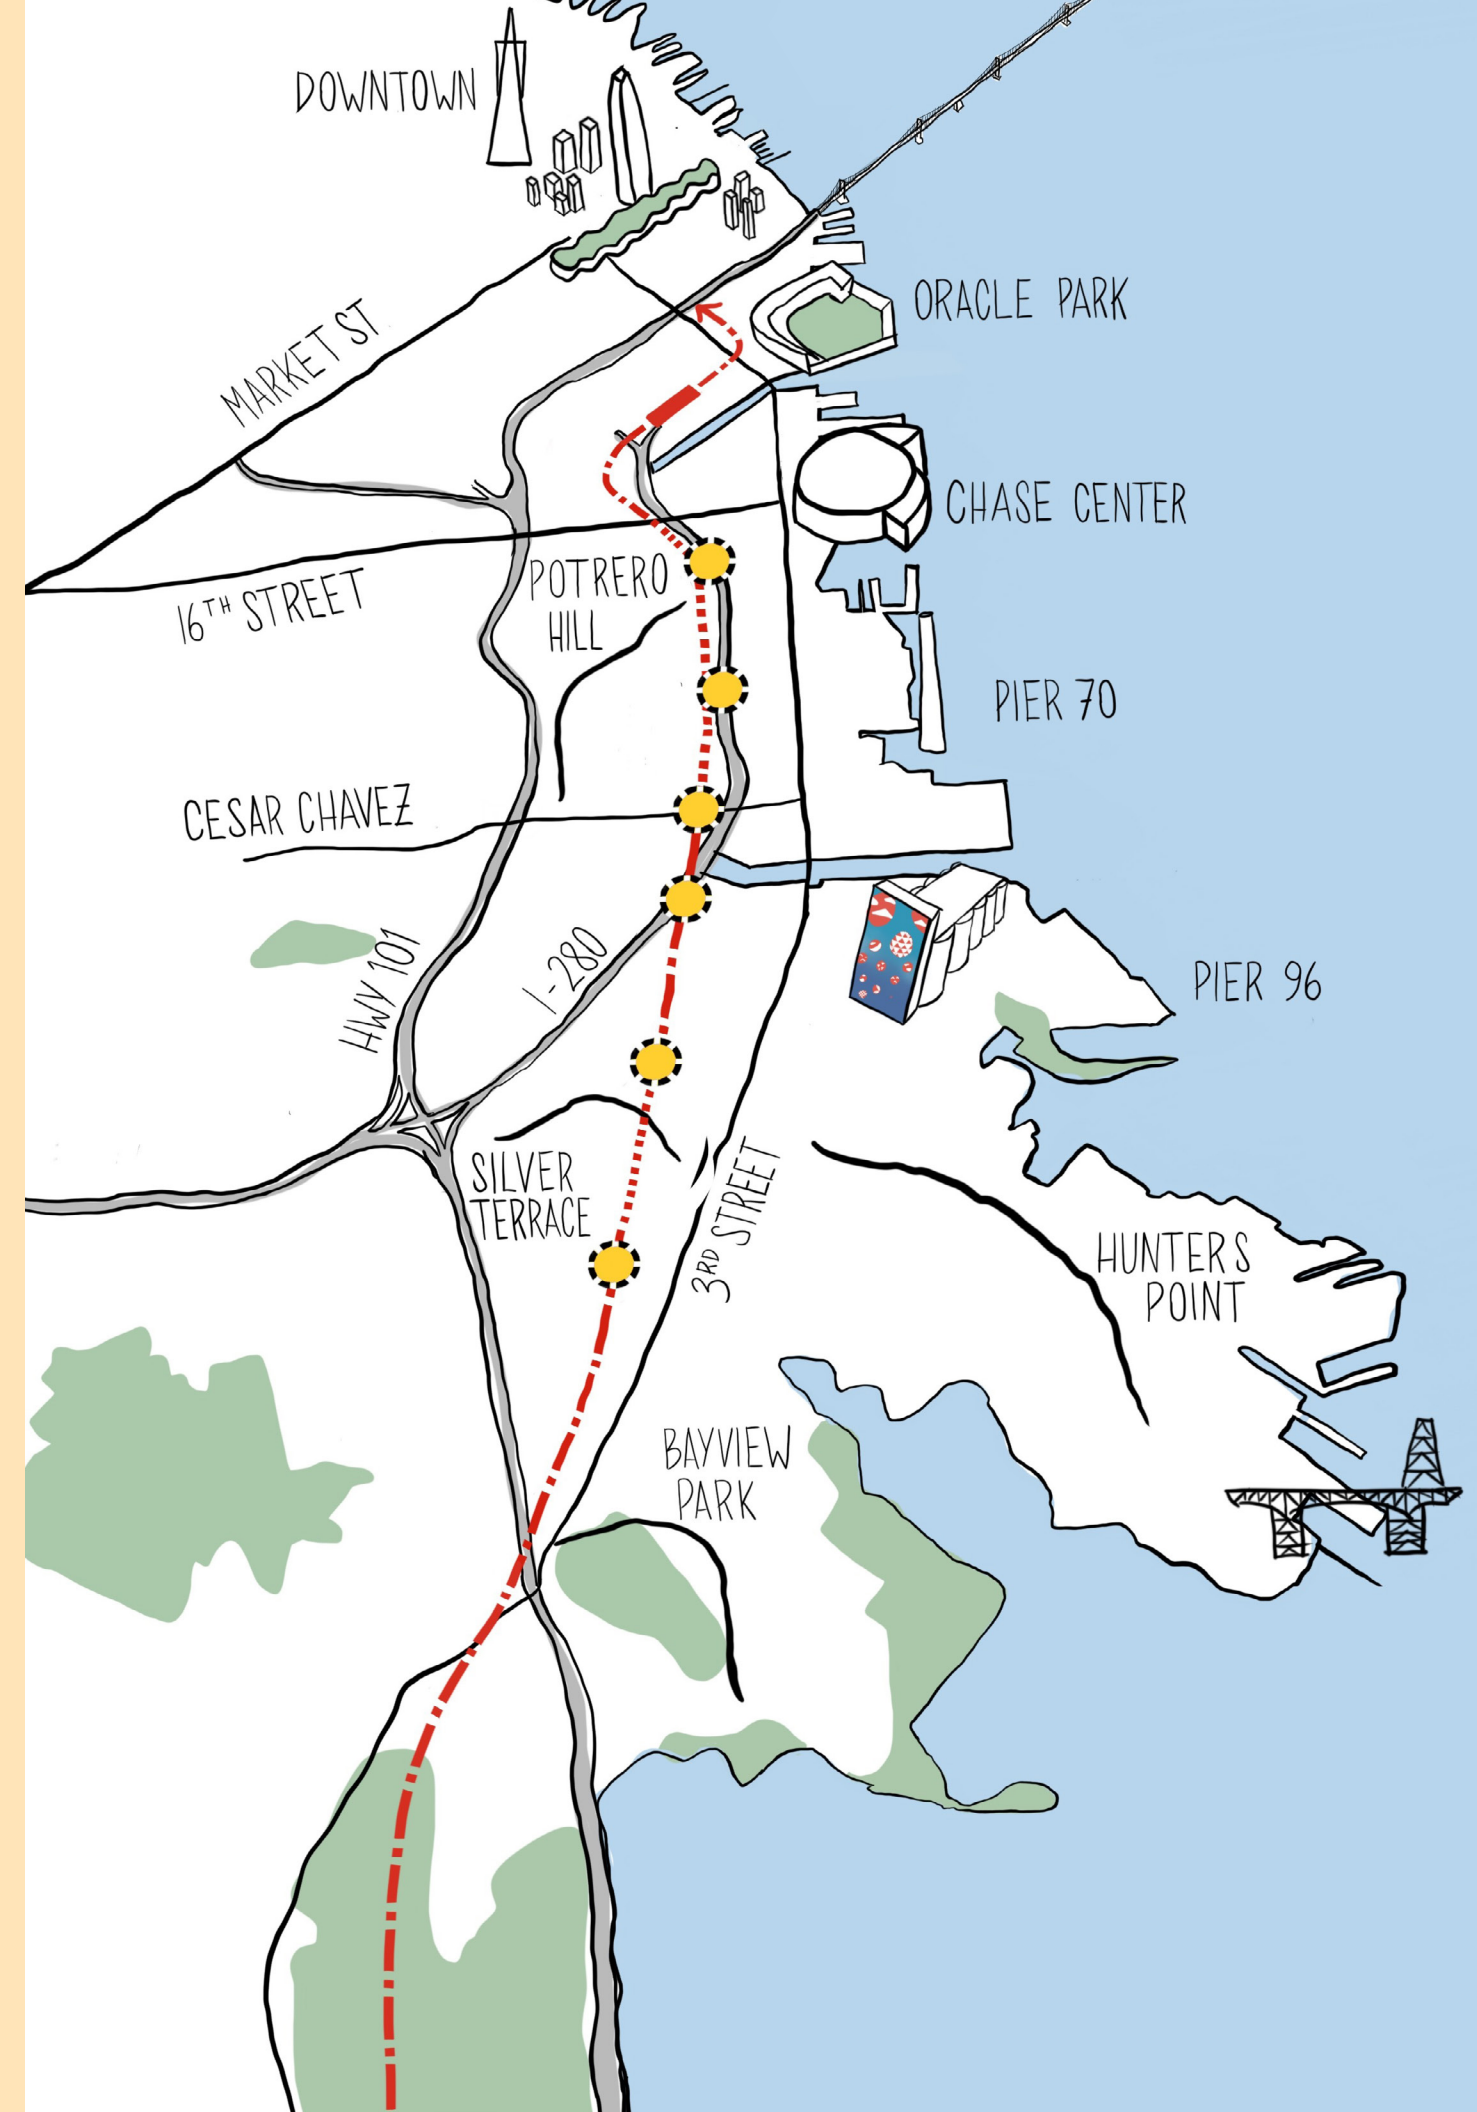 DOWNTOWN
ORACLE PARK
MARKET ST
CHASE CENTER
16TH STREET
POTRERO
HILL
PIER 70
CESAR CHAVEZ
HWY 101
I-280
PIER 96
SILVER
TERRACE
3RD STREET
HUNTERS
POINT
BAYVIEW
PARK